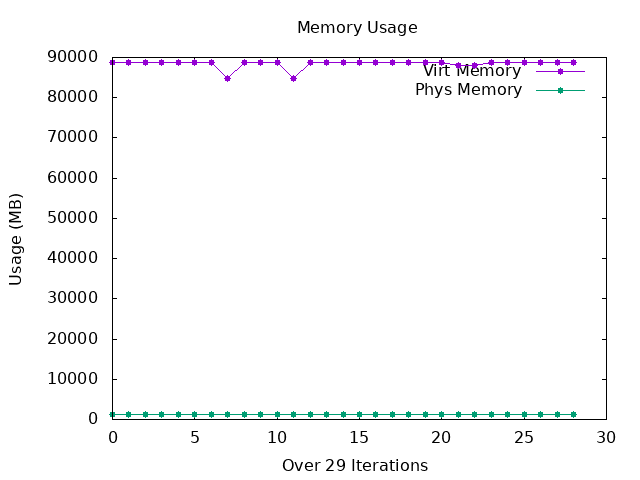 Memory Usage
90000
80000
70000
60000
50000
40000
30000
20000
10000
0
Usage (MB)
Virt Memory
Phys Memory
0 5 10 15 20 25 30
Over 29 Iterations